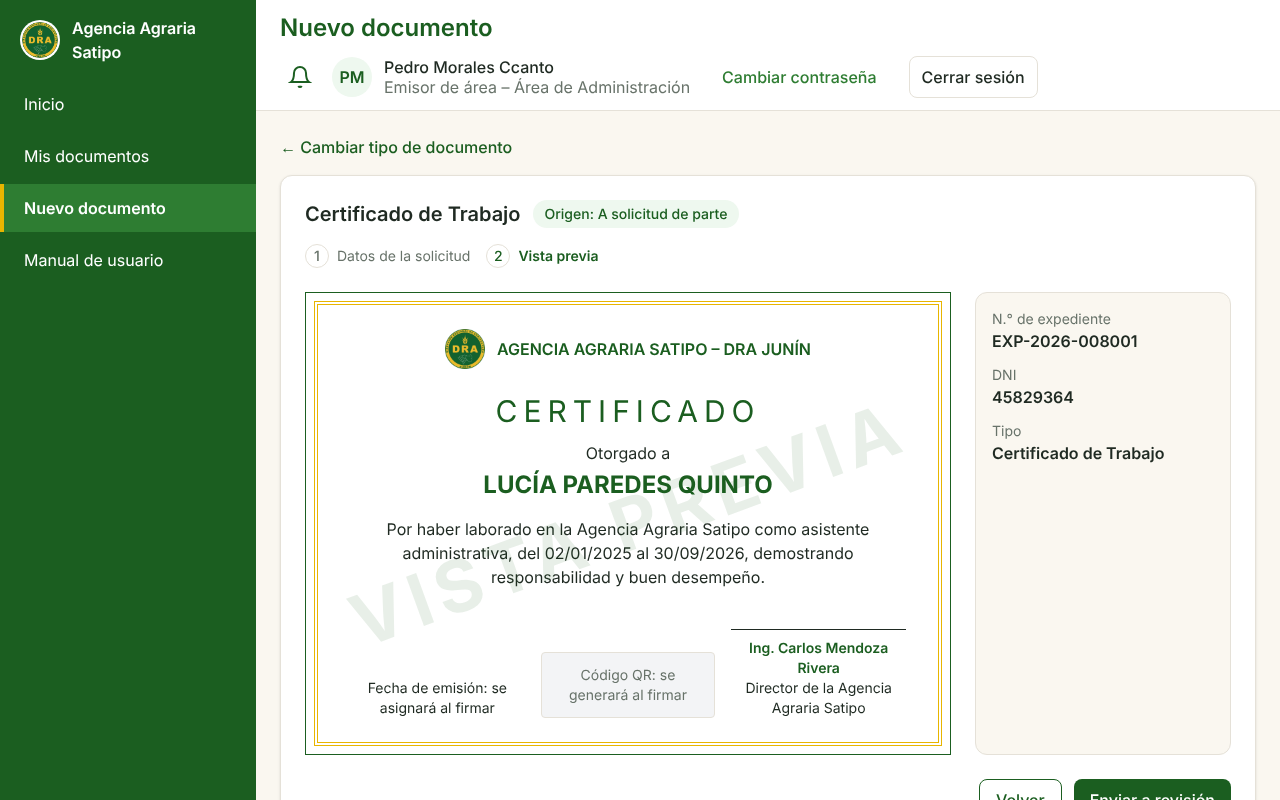 DRA
Agencia Agraria
Satipo
Inicio
Mis documentos
Nuevo documento
Manual de usuario
Nuevo documento
PM
Pedro Morales Ccanto
Emisor de área – Área de Administración
Cambiar contraseña
Cerrar sesión
← Cambiar tipo de documento
Certificado de Trabajo
Origen: A solicitud de parte
1 Datos de la solicitud
2 Vista previa
DRA
AGENCIA AGRARIA SATIPO – DRA JUNÍN
CERTIFICADO
Otorgado a
LUCÍA PAREDES QUINTO
Por haber laborado en la Agencia Agraria Satipo como asistente
administrativa, del 02/01/2025 al 30/09/2026, demostrando
responsabilidad y buen desempeño.
VISTA PREVIA
Fecha de emisión: se
asignará al firmar
Código QR: se
generará al firmar
Ing. Carlos Mendoza
Rivera
Director de la Agencia
Agraria Satipo
N.° de expediente
EXP-2026-008001
DNI
45829364
Tipo
Certificado de Trabajo
Volver
Enviar a revisión